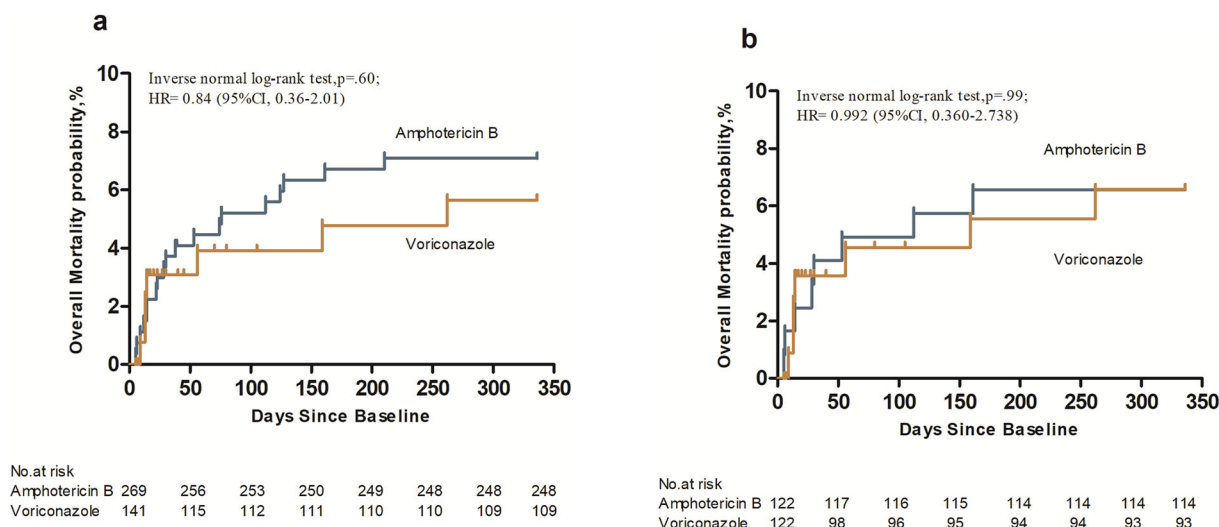 a
Inverse normal log-rank test,p=.60;
HR= 0.84 (95%CI, 0.36-2.01)
Overall Mortality probability,%
10
8
6
4
2
0
Amphotericin B
Voriconazole
0 50 100 150 200 250 300 350
Days Since Baseline
No.at risk
Amphotericin B 269 256 253 250 249 248 248 248
Voriconazole 141 115 112 111 110 110 109 109
b
Inverse normal log-rank test,p=.99;
HR= 0.992 (95%CI, 0.360-2.738)
Overall Mortality probability,%
10
8
6
4
2
0
Amphotericin B
Voriconazole
0 50 100 150 200 250 300 350
Days Since Baseline
No.at risk
Amphotericin B 122 117 116 115 114 114 114 114
Voriconazole 122 98 96 95 94 94 93 93